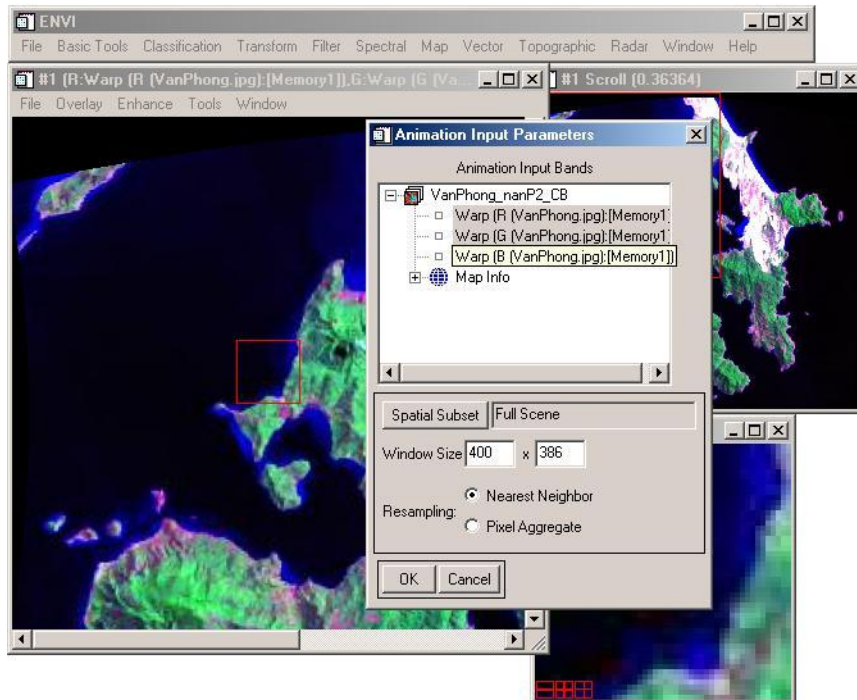 ENVI
File Basic Tools Classification Transform Filter Spectral Map Vector Topographic Radar Window Help
#1 (R:Warp (R (VanPhong.jpg):[Memory1]),G:Warp (G (Va...
File Overlay Enhance Tools Window
#1 Scroll (0.36364)
Animation Input Parameters
Animation Input Bands
VanPhong_nanP2_CB
Warp (R (VanPhong.jpg):[Memory1]
Warp (G (VanPhong.jpg):[Memory1]
Warp (B (VanPhong.jpg):[Memory1])
Map Info
Spatial Subset Full Scene
Window Size 400 x 386
Resampling:
Nearest Neighbor
Pixel Aggregate
OK Cancel